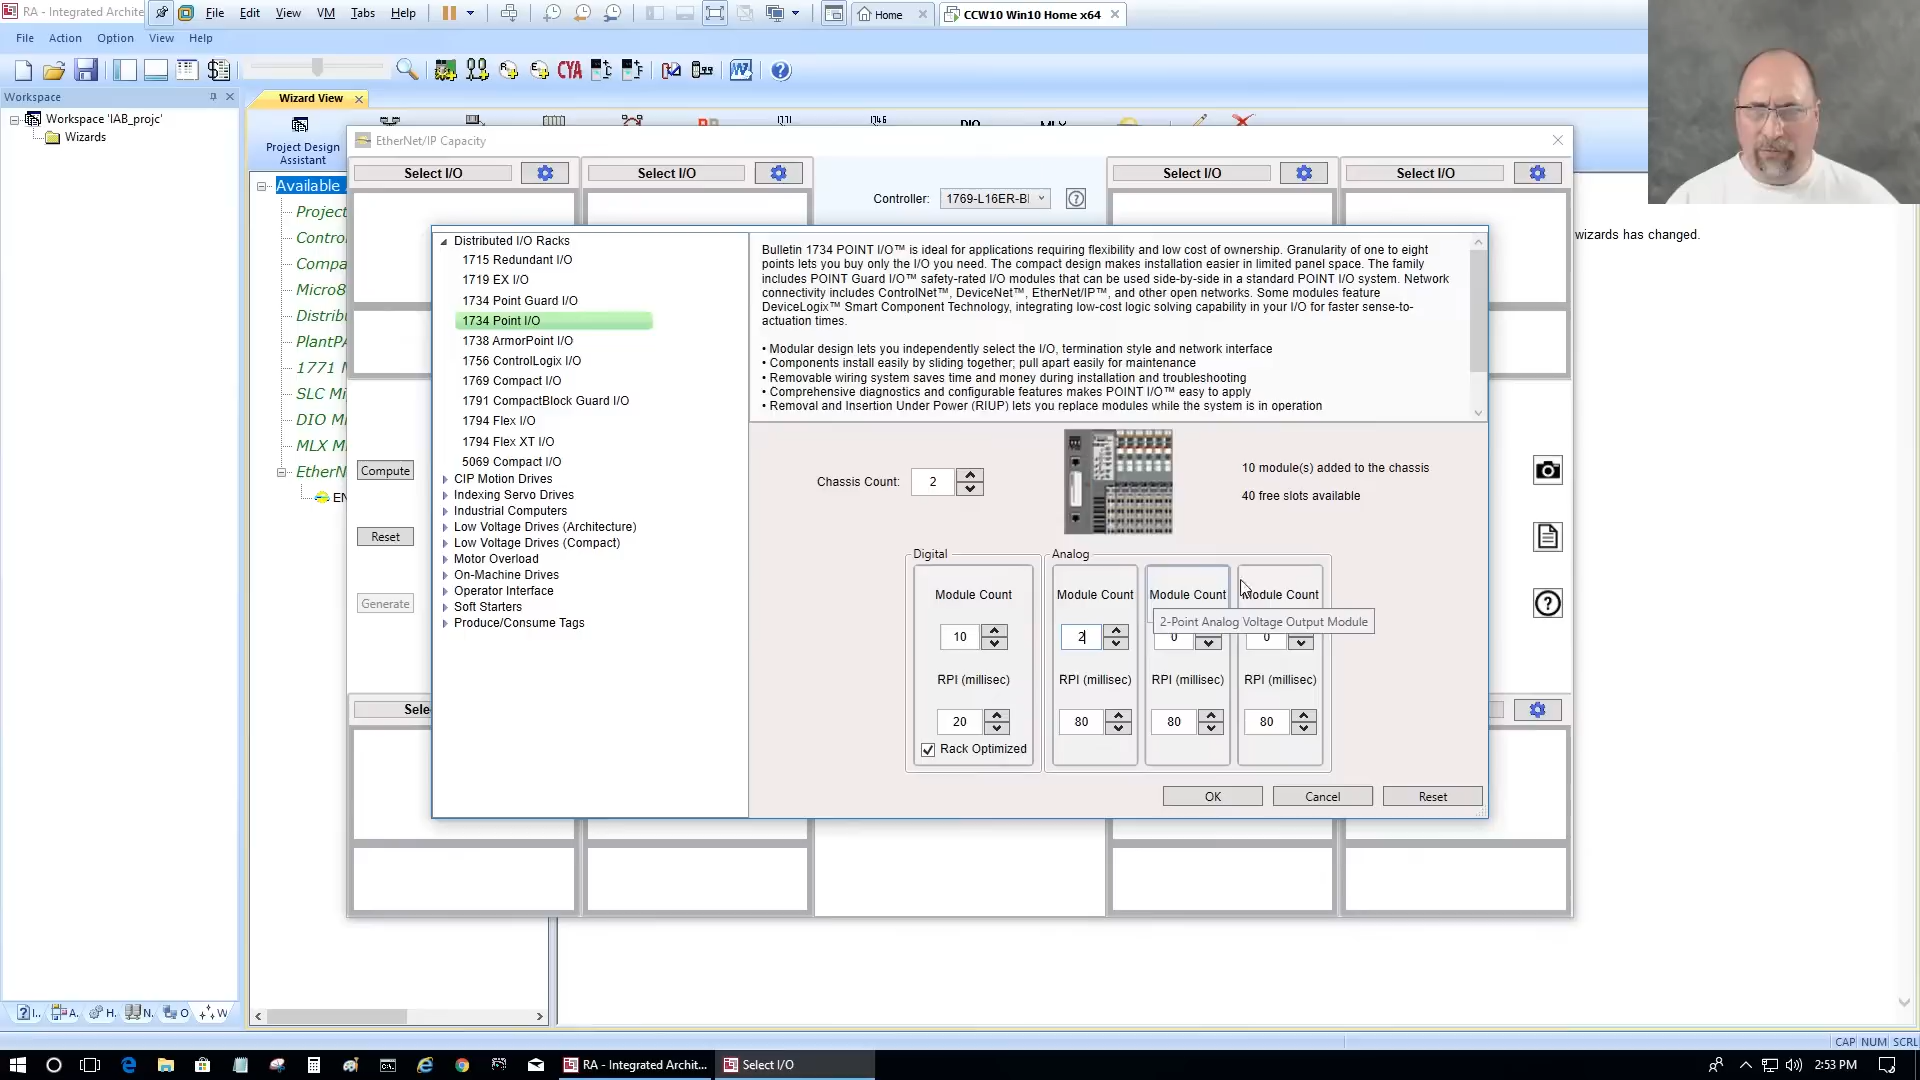 RA - Integrated Archite
File Edit View VM Tabs Help
Home
CCW10 Win10 Home x64
File Action Option View Help
CYA
Workspace
Workspace 'IAB_projc'
Wizards
Wizard View
Project Design
Assistant
EtherNet/IP Capacity
Available
Project
Contro
Compa
Micro8
Distribu
PlantPA
1771 M
SLC Mi
DIO Mi
MLX Mi
EtherN
EN
Select I/O
Select I/O
Controller: 1769-L16ER-B
Select I/O
Select I/O
wizards has changed.
Compute
Reset
Generate
Sele
Distributed I/O Racks
1715 Redundant I/O
1719 EX I/O
1734 Point Guard I/O
1734 Point I/O
1738 ArmorPoint I/O
1756 ControlLogix I/O
1769 Compact I/O
1791 CompactBlock Guard I/O
1794 Flex I/O
1794 Flex XT I/O
5069 Compact I/O
CIP Motion Drives
Indexing Servo Drives
Industrial Computers
Low Voltage Drives (Architecture)
Low Voltage Drives (Compact)
Motor Overload
On-Machine Drives
Operator Interface
Soft Starters
Produce/Consume Tags
Bulletin 1734 POINT I/O™ is ideal for applications requiring flexibility and low cost of ownership. Granularity of one to eight
points lets you buy only the I/O you need. The compact design makes installation easier in limited panel space. The family
includes POINT Guard I/O™ safety-rated I/O modules that can be used side-by-side in a standard POINT I/O system. Network
connectivity includes ControlNet™, DeviceNet™, EtherNet/IP™, and other open networks. Some modules feature
DeviceLogix™ Smart Component Technology, integrating low-cost logic solving capability in your I/O for faster sense-to-
actuation times.
• Modular design lets you independently select the I/O, termination style and network interface
• Components install easily by sliding together; pull apart easily for maintenance
• Removable wiring system saves time and money during installation and troubleshooting
• Comprehensive diagnostics and configurable features makes POINT I/O™ easy to apply
• Removal and Insertion Under Power (RIUP) lets you replace modules while the system is in operation
Chassis Count: 2
10 module(s) added to the chassis
40 free slots available
Digital
Analog
Module Count Module Count Module Count Module Count
2-Point Analog Voltage Output Module
10 2 0 0
RPI (millisec) RPI (millisec) RPI (millisec) RPI (millisec)
20 80 80 80
Rack Optimized
OK Cancel Reset
I.. A. H. N. O W
CAP NUM SCRL
RA - Integrated Archit...
Select I/O
2:53 PM